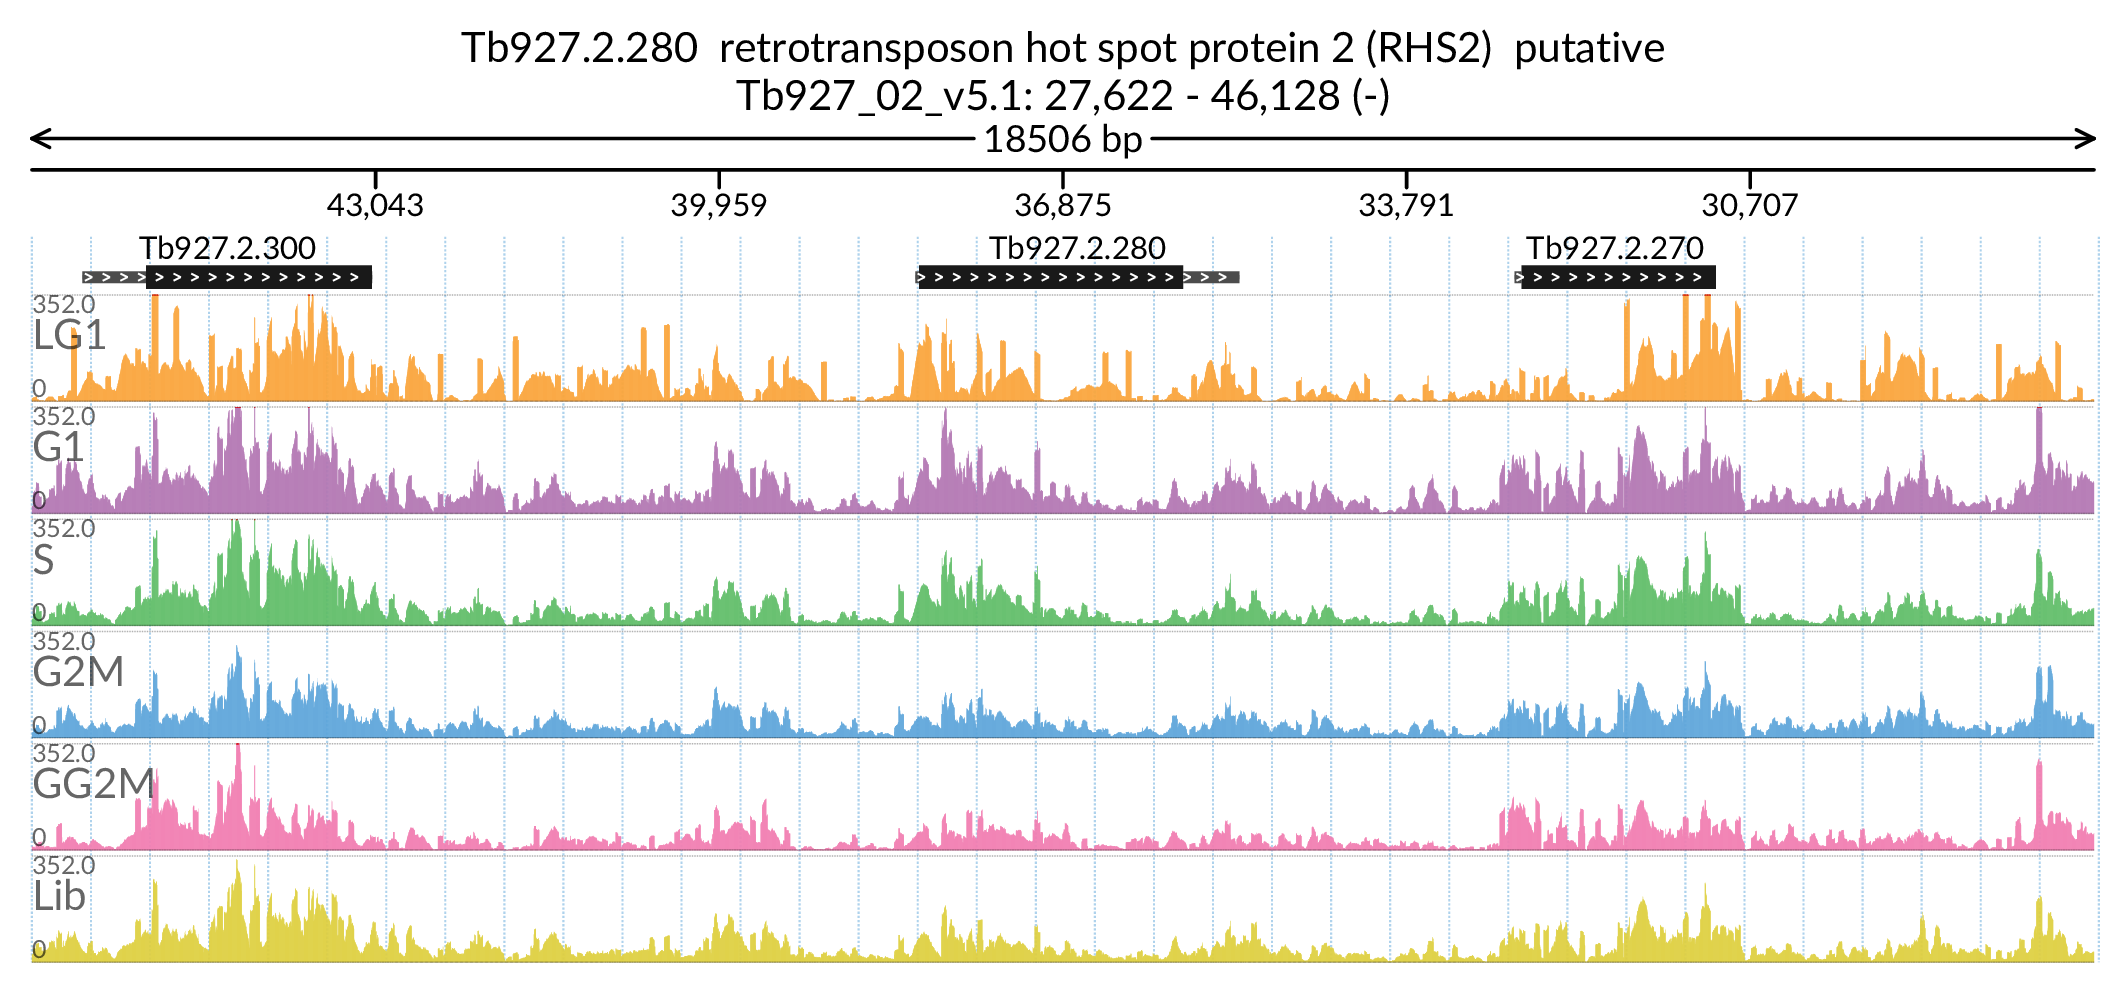 Tb927.2.280 retrotransposon hot spot protein 2 (RHS2) putative
Tb927_02_v5.1: 27,622 - 46,128 (-)
18506 bp
43,043 39,959 36,875 33,791 30,707
Tb927.2.300 Tb927.2.280 Tb927.2.270
352.0
LG1
0
352.0
G1
0
352.0
S
0
352.0
G2M
0
352.0
GG2M
0
352.0
Lib
0